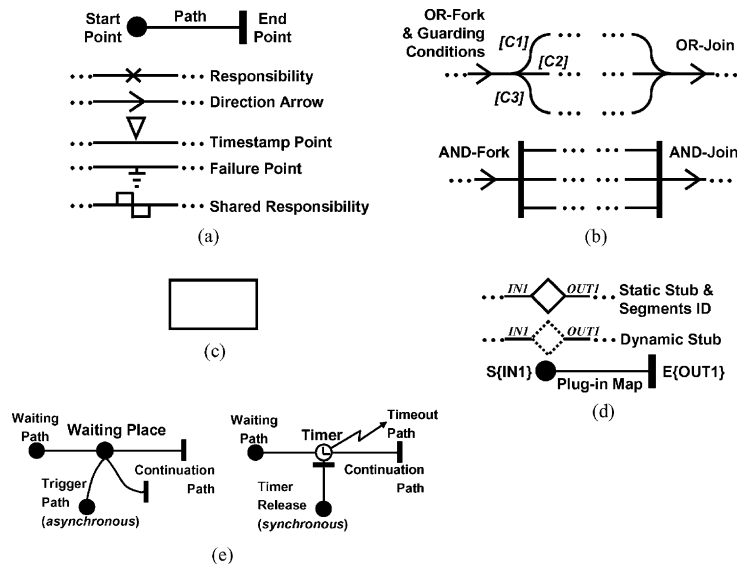 Start Point
Path
End Point
Responsibility
Direction Arrow
Timestamp Point
Failure Point
Shared Responsibility
(a)
OR-Fork
& Guarding
Conditions
[C1]
[C2]
[C3]
OR-Join
AND-Fork
AND-Join
(b)
(c)
IN1
OUT1
Static Stub &
Segments ID
IN1
OUT1
Dynamic Stub
S{IN1}
Plug-in Map
E{OUT1}
(d)
Waiting
Path
Waiting Place
Trigger
Path
(asynchronous)
Continuation
Path
Waiting
Path
Timer
Timeout
Path
Continuation
Path
Timer
Release
(synchronous)
(e)